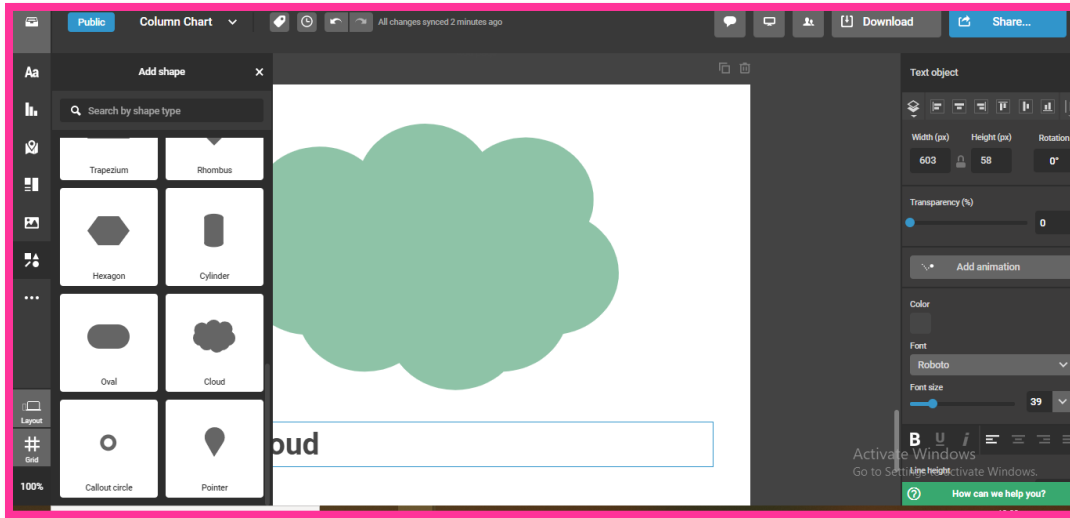 Public Column Chart All changes synced 2 minutes ago Download Share...
Aa
Add shape
Search by shape type
Trapezium Rhombus
Hexagon Cylinder
Oval Cloud
Callout circle Pointer
Layout
Grid
100%
oud
Text object
Width (px) Height (px) Rotation
603 58 0°
Transparency (%)
0
Add animation
Color
Font
Roboto
Font size
39
B U i
Line height
Activate Windows
Go to Settings to activate Windows.
How can we help you?